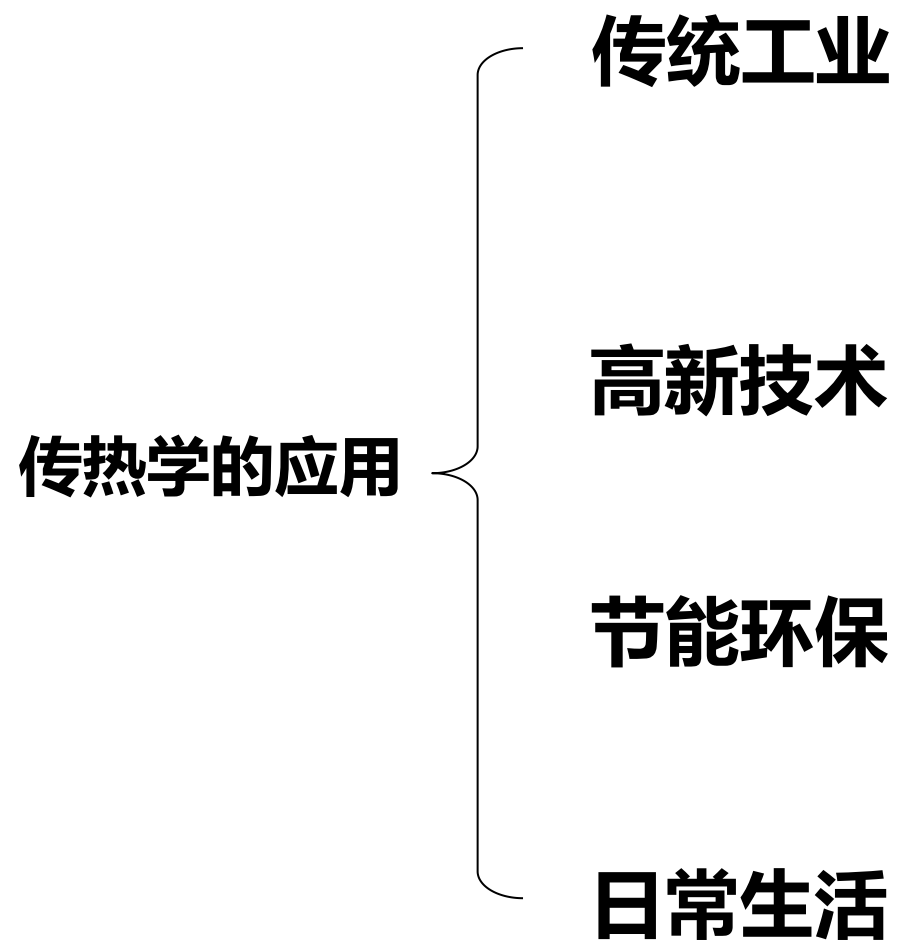 传统工业
高新技术
传热学的应用
节能环保
日常生活